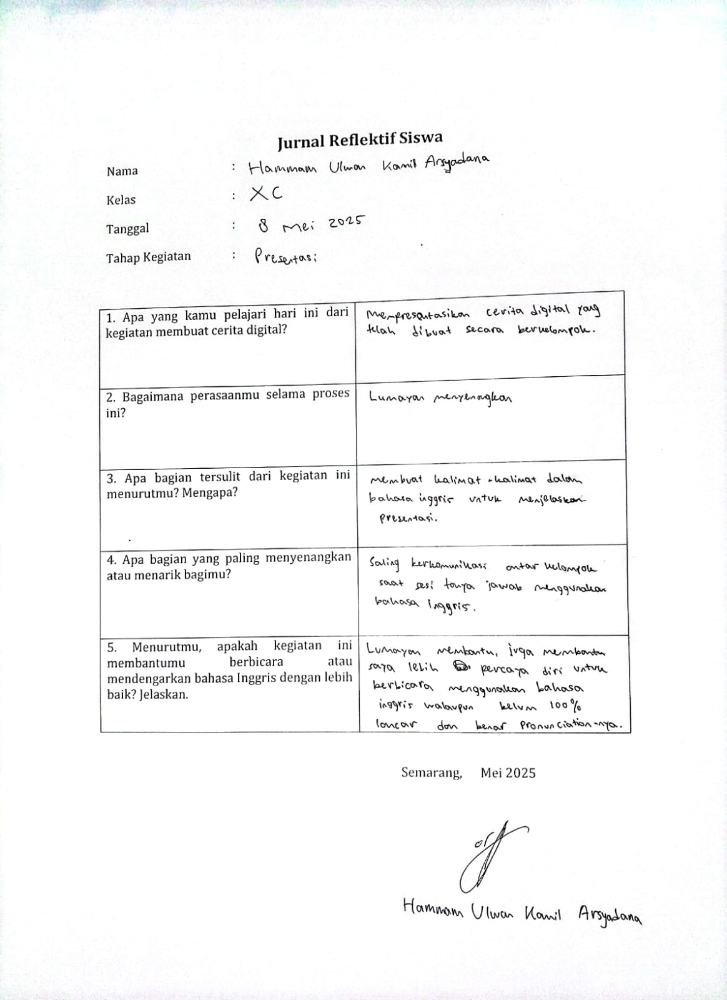 Jurnal Reflektif Siswa
Nama : Hammam Ulwan Kamil Arsyadana
Kelas : XC
Tanggal : 8 Mei 2025
Tahap Kegiatan : Presentasi
1. Apa yang kamu pelajari hari ini dari
kegiatan membuat cerita digital?
Mempresentasikan cerita digital yang
telah dibuat secara berkelompok.
2. Bagaimana perasaanmu selama proses
ini?
Lumayan menyenangkan
3. Apa bagian tersulit dari kegiatan ini
menurutmu? Mengapa?
membuat kalimat-kalimat dalam
bahasa inggris untuk menjelaskan
presentasi.
4. Apa bagian yang paling menyenangkan
atau menarik bagimu?
Saling berkomunikasi antar kelompok
saat sesi tanya jawab menggunakan
bahasa Inggris.
5. Menurutmu, apakah kegiatan ini
membantumu berbicara atau
mendengarkan bahasa Inggris dengan lebih
baik? Jelaskan.
Lumayan membantu, juga membantu
saya lebih percaya diri untuk
berbicara menggunakan bahasa
inggris walaupun belum 100%
lancar dan benar pronunciation-nya.
Semarang, Mei 2025
Hammam Ulwan Kamil Arsyadana